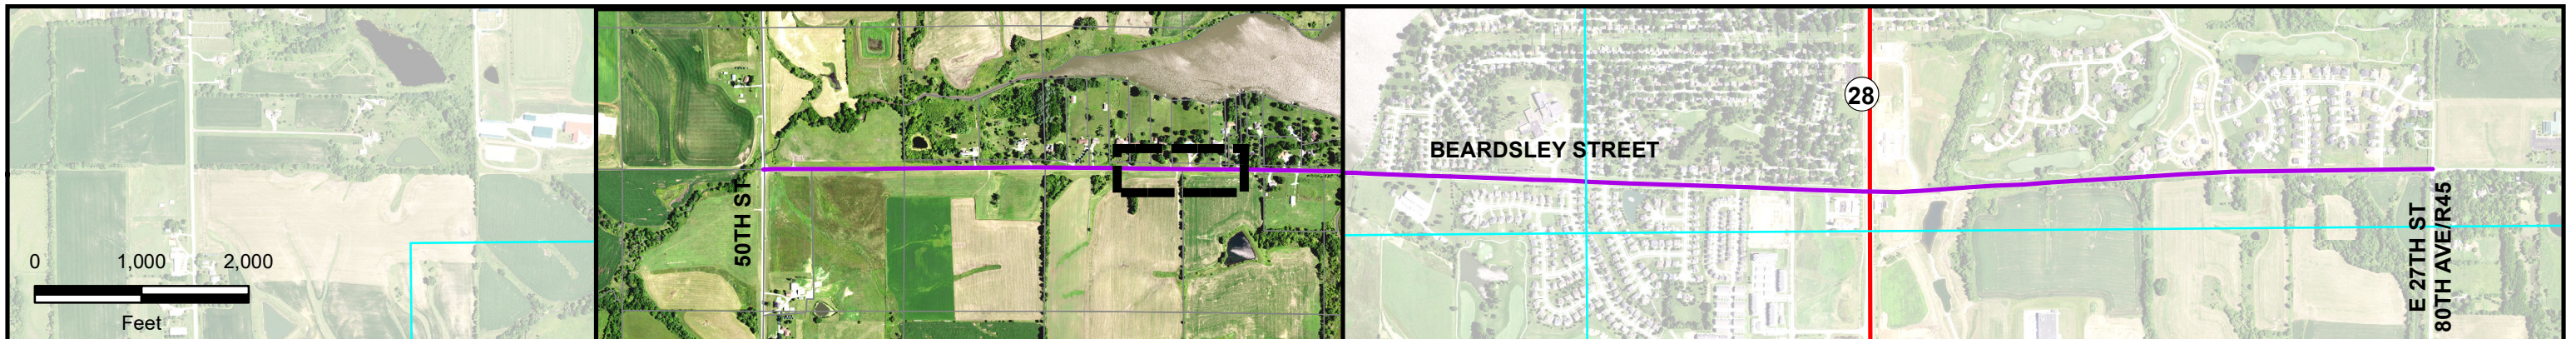 28
BEARDSLEY STREET
50TH ST
E 27TH ST
80TH AVE/R45
0 1,000 2,000
Feet